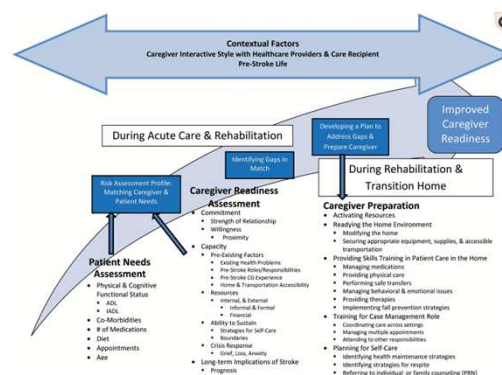 Contextual Factors
Caregiver Interactive Style with Healthcare Providers & Care Recipient
Pre-Stroke Life
Improved
Caregiver
Readiness
Developing a Plan to
Address Gaps &
Prepare Caregiver
During Acute Care & Rehabilitation
Identifying Gaps in
Match
During Rehabilitation &
Transition Home
Risk Assessment Profile:
Matching Caregiver &
Patient Needs
Patient Needs
Assessment
• Physical & Cognitive
Functional Status
• ADL
• IADL
• Co-Morbidities
• # of Medications
• Diet
• Appointments
• Age
Caregiver Readiness
Assessment
• Commitment
• Strength of Relationship
• Willingness
• Proximity
• Capacity
• Pre-Existing Factors
• Existing Health Problems
• Pre-Stroke Roles/Responsibilities
• Pre-Stroke CG Experience
• Home & Transportation Accessibility
• Resources
• Internal, & External
• Informal & Formal
• Financial
• Ability to Sustain
• Strategies for Self-Care
• Boundaries
• Crisis Response
• Grief, Loss, Anxiety
• Long-term Implications of Stroke
• Prognosis
Caregiver Preparation
• Activating Resources
• Readying the Home Environment
• Modifying the home
• Securing appropriate equipment, supplies, & accessible
transportation
• Providing Skills Training in Patient Care in the Home
• Managing medications
• Providing physical care
• Performing safe transfers
• Managing behavioral & emotional issues
• Providing therapies
• Implementing fall prevention strategies
• Training for Case Management Role
• Coordinating care across settings
• Managing multiple appointments
• Attending to other responsibilities
• Planning for Self-Care
• Identifying health maintenance strategies
• Identifying strategies for respite
• Referring to Individual or family counseling (PRN)